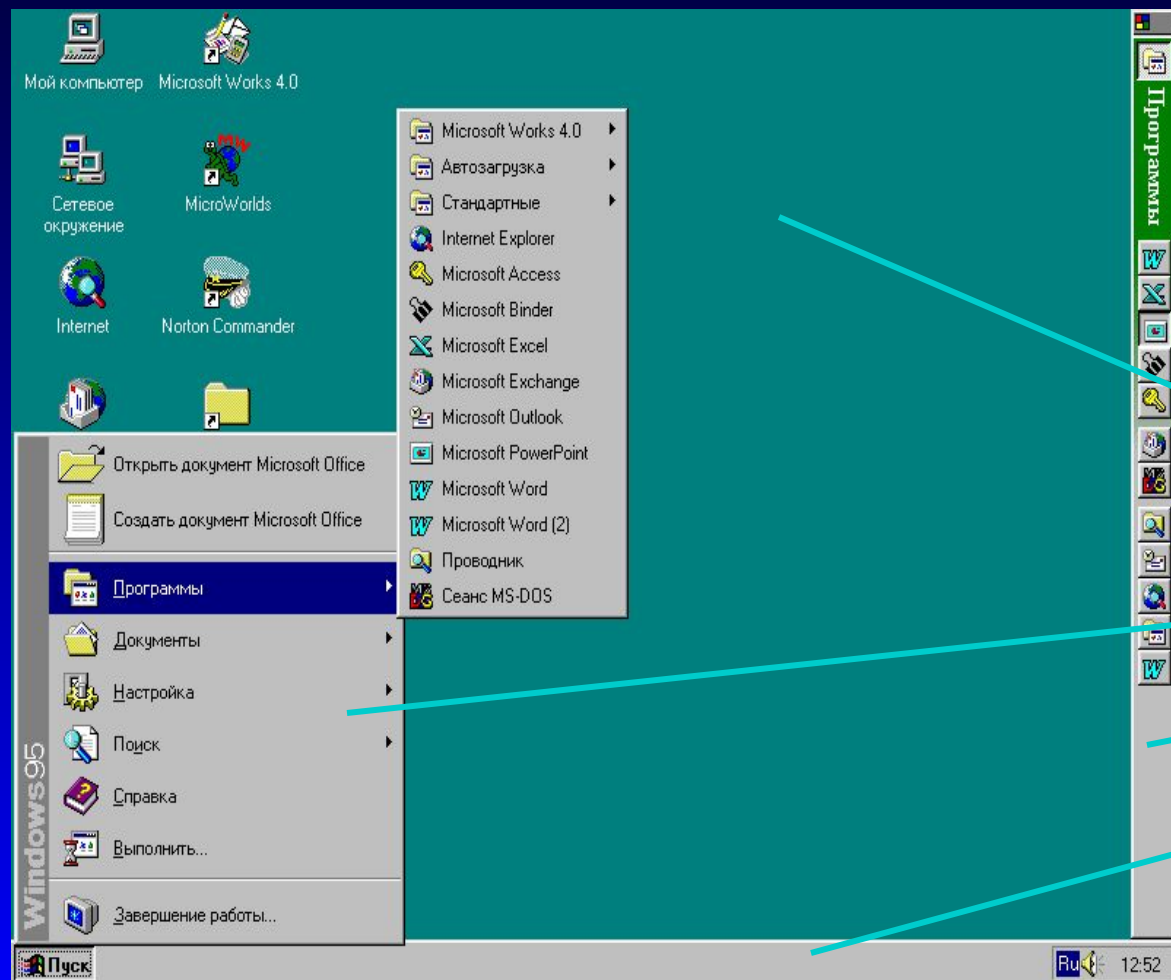 Мой компьютер
Microsoft Works 4.0
Сетевое
окружение
MicroWorlds
Internet
Norton Commander
Microsoft Works 4.0
Автозагрузка
Стандартные
Internet Explorer
Microsoft Access
Microsoft Binder
Microsoft Excel
Microsoft Exchange
Microsoft Outlook
Microsoft PowerPoint
Microsoft Word
Microsoft Word (2)
Проводник
Сеанс MS-DOS
Открыть документ Microsoft Office
Создать документ Microsoft Office
Программы
Документы
Настройка
Поиск
Справка
Выполнить...
Завершение работы...
Windows95
Программы
Пуск
Ru
12:52